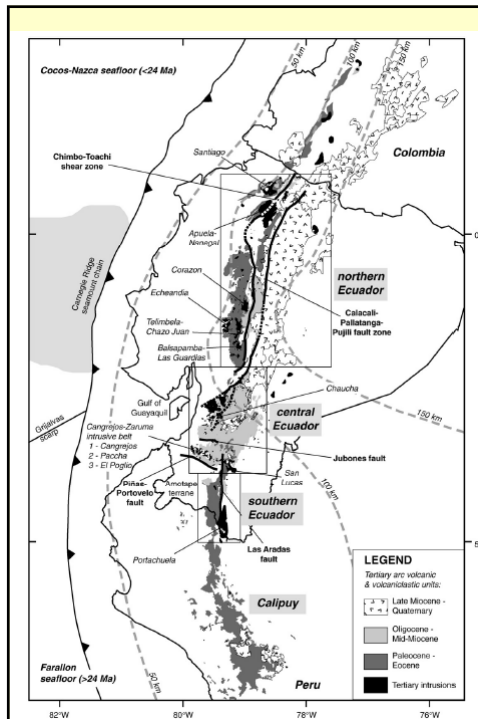 Cocos-Nazca seafloor (<24 Ma)
50 km
100 km
150 km
Colombia
Santiago
Chimbo-Toachi
shear zone
0
Apuela-
Nanegal
Carnegie Ridge
seamount chain
Corazon
northern
Ecuador
Echeandia
Calacali-
Pallatanga-
Pujili fault zone
Telimbela-
Chazo Juan
Balsapamba-
Las Guardias
Chaucha
Gulf of
Gueyaquil
central
Ecuador
150 km
Grijalvas
scarp
Cangrejos-Zaruma
intrusive belt
1 - Cangrejos
2 - Paccha
3 - El Poglio
Jubones fault
San
Lucas
100 km
Piñas-
Portovelo
fault
Amotape
terrane
southern
Ecuador
5
Portachuela
Las Aradas
fault
LEGEND
Tertiary arc volcanic
& volcaniclastic units:
Late Miocene -
Quaternary
Calipuy
Oligocene -
Mid-Miocene
Paleocene -
Eocene
Farallon
seafloor (>24 Ma)
50 km
Peru
Tertiary intrusions
82°W
80°W
78°W
76°W